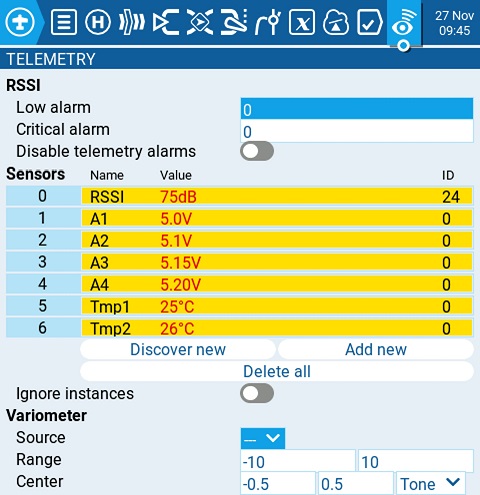 27 Nov
09:45
TELEMETRY
RSSI
Low alarm 0
Critical alarm 0
Disable telemetry alarms
Sensors Name Value ID
0 RSSI 75dB 24
1 A1 5.0V 0
2 A2 5.1V 0
3 A3 5.15V 0
4 A4 5.20V 0
5 Tmp1 25°C 0
6 Tmp2 26°C 0
Discover new Add new
Delete all
Ignore instances
Variometer
Source ---
Range -10 10
Center -0.5 0.5 Tone